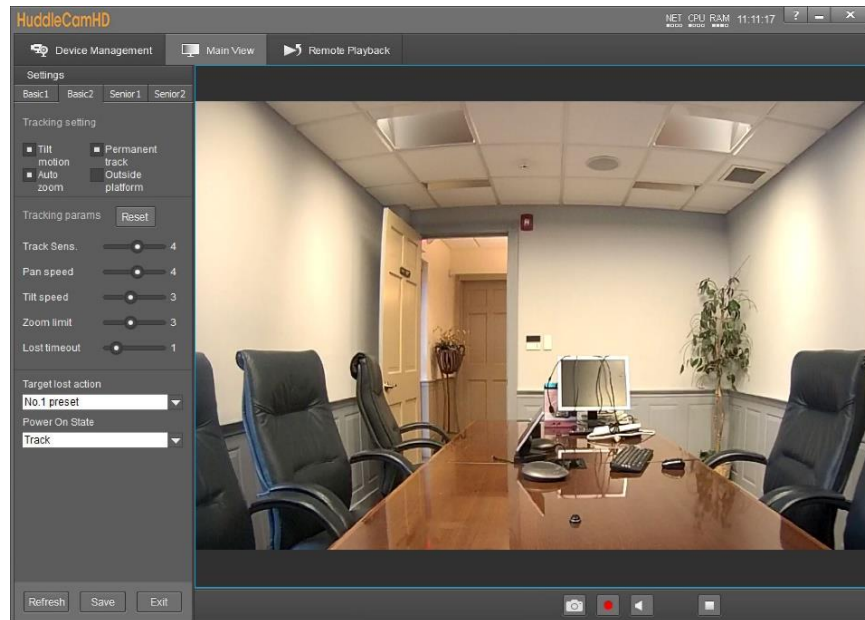 HuddleCamHD
NET CPU RAM 11:11:17 ? – ×
Device Management Main View Remote Playback
Settings
Basic1 Basic2 Senior1 Senior2
Tracking setting
Tilt motion
Permanent track
Auto zoom
Outside platform
Tracking params Reset
Track Sens. 4
Pan speed 4
Tilt speed 3
Zoom limit 3
Lost timeout 1
Target lost action
No.1 preset
Power On State
Track
Refresh Save Exit